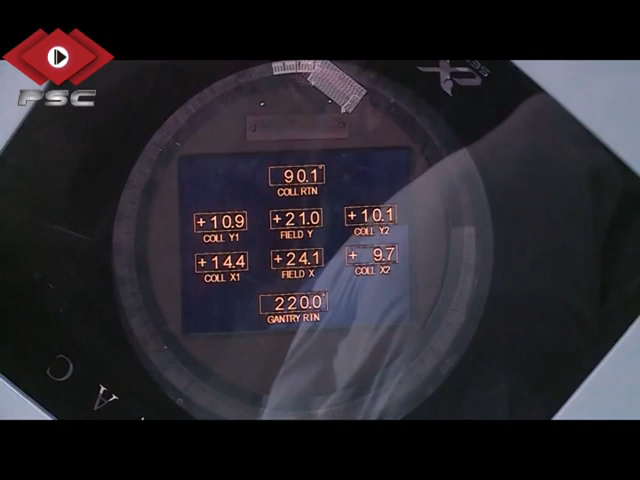 PSC
90.1°
COLL RTN
+10.9 +21.0 +10.1
COLL Y1 FIELD Y COLL Y2
+14.4 +24.1 + 9.7
COLL X1 FIELD X COLL X2
220.0°
GANTRY RTN